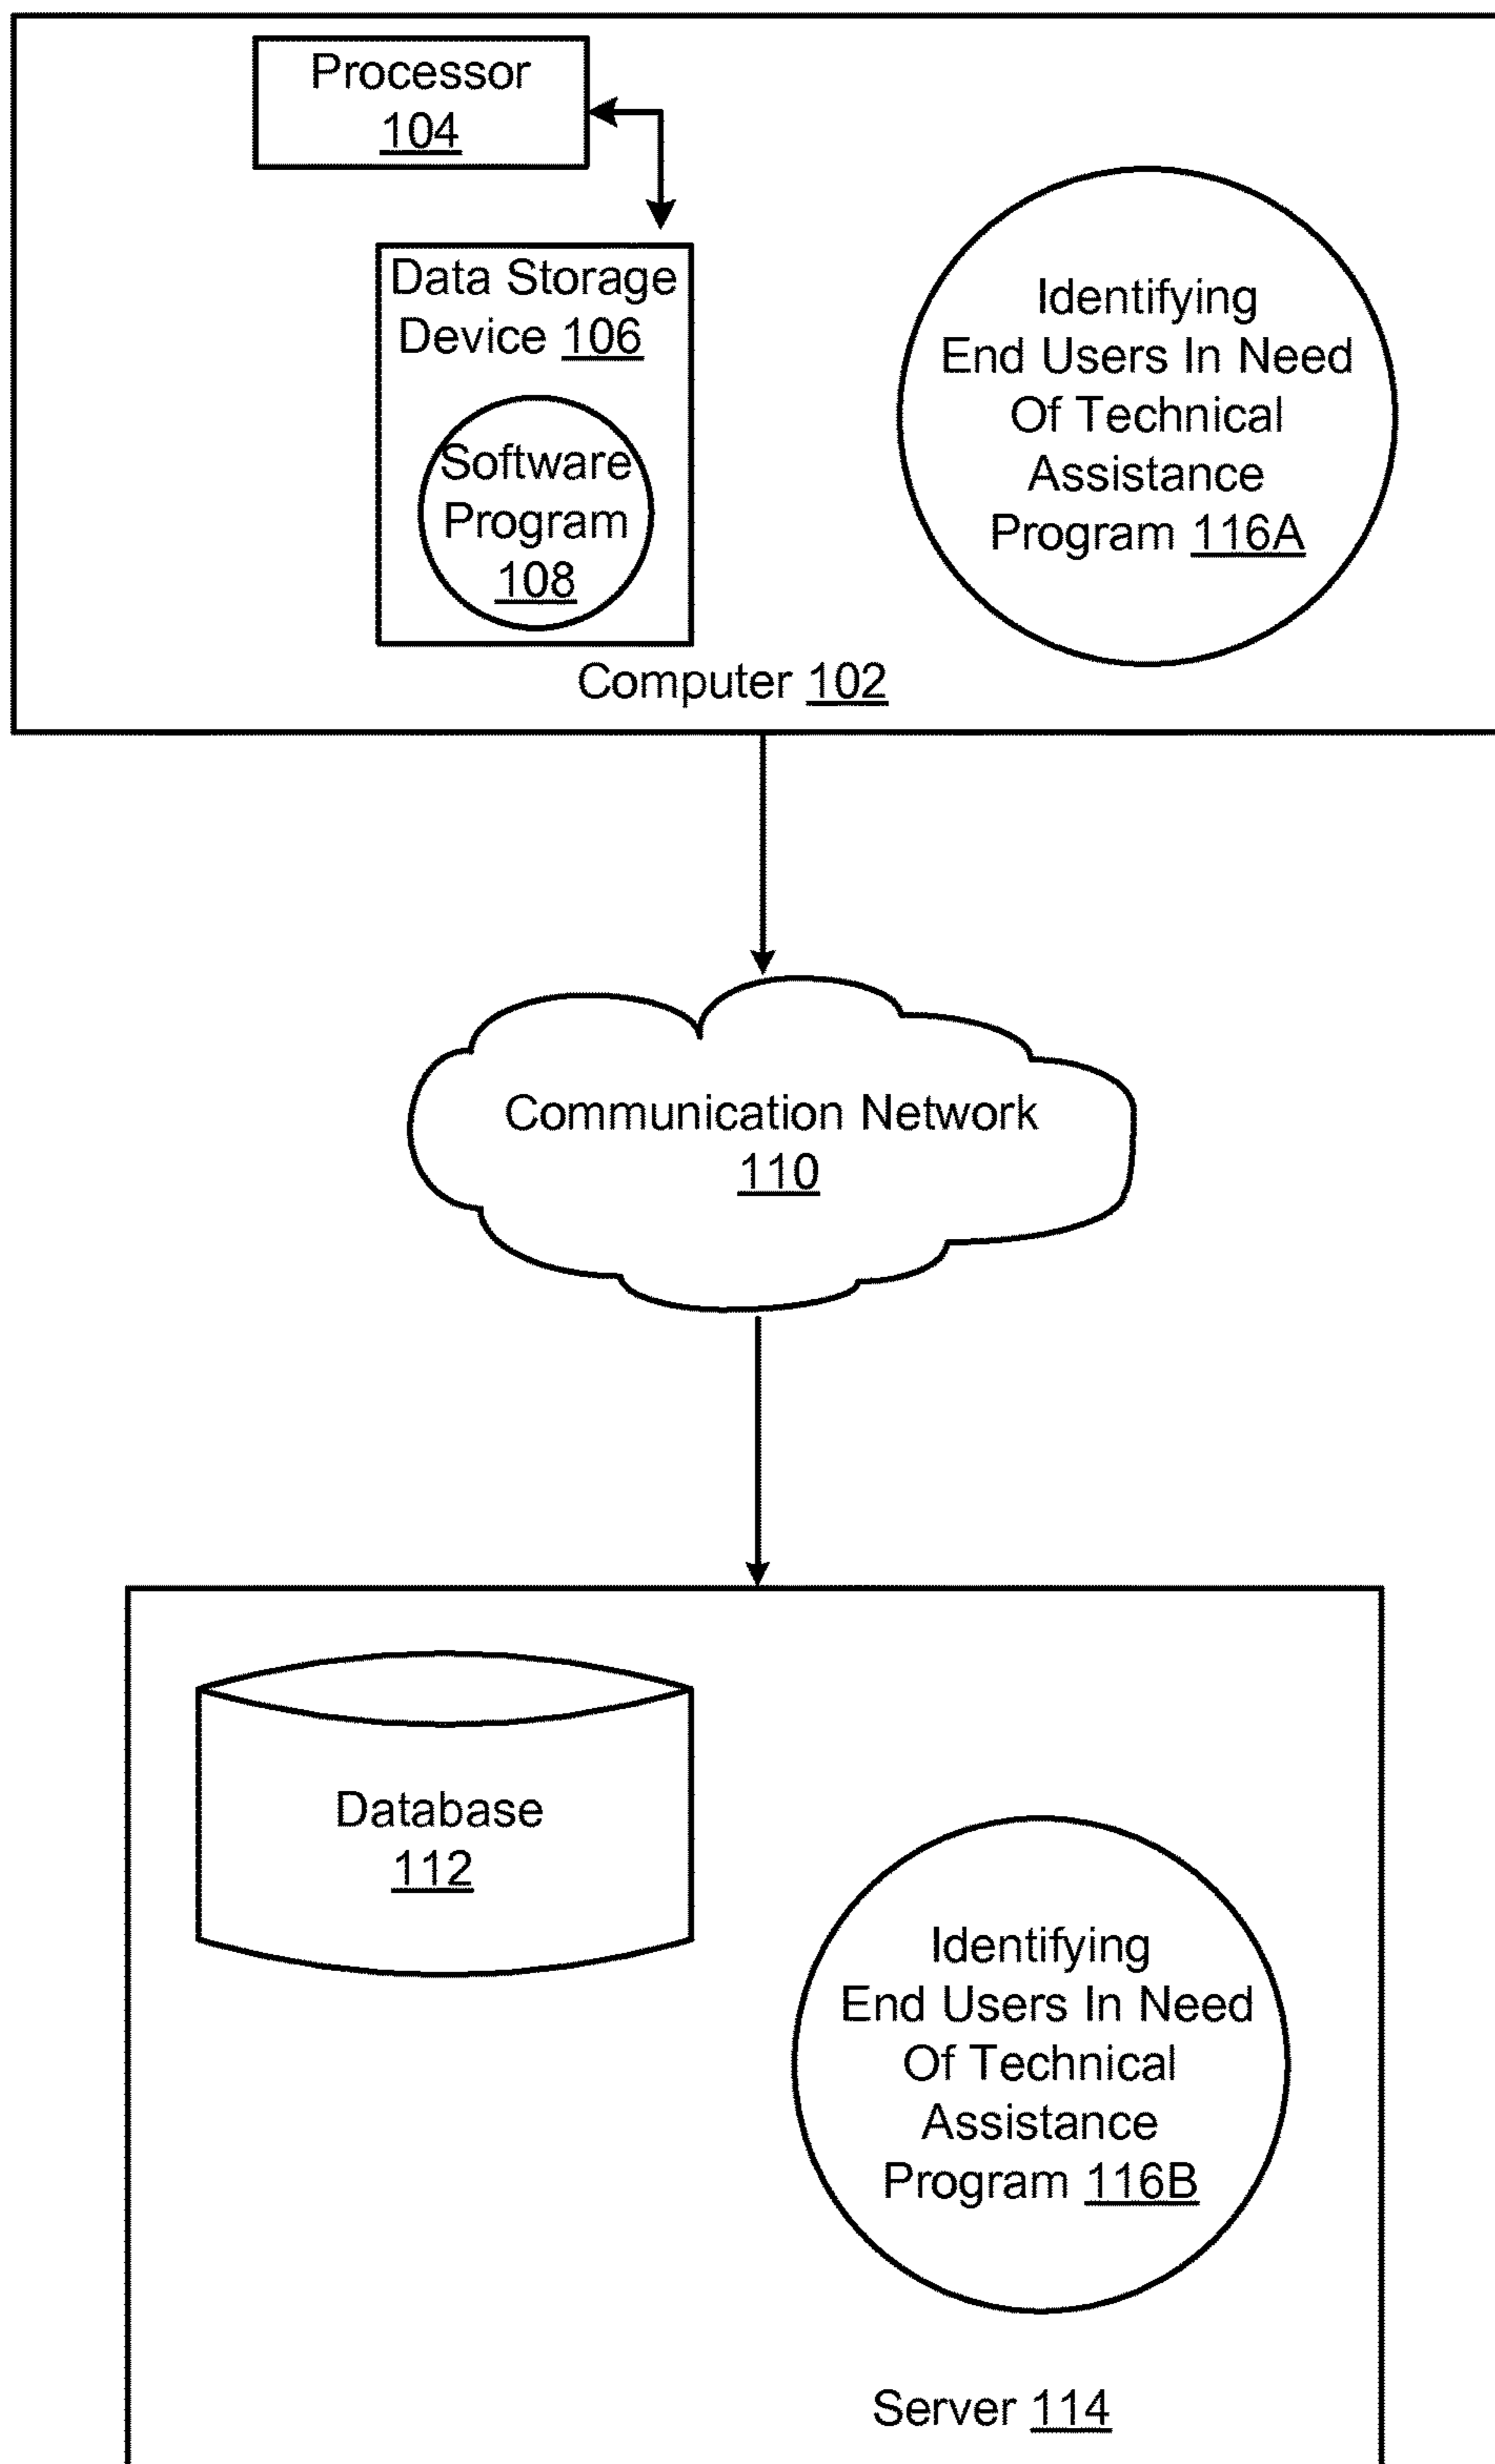 Processor
104
Data Storage
Device 106
Software
Program
108
Identifying
End Users In Need
Of Technical
Assistance
Program 116A
Computer 102
Communication Network
110
Database
112
Identifying
End Users In Need
Of Technical
Assistance
Program 116B
Server 114